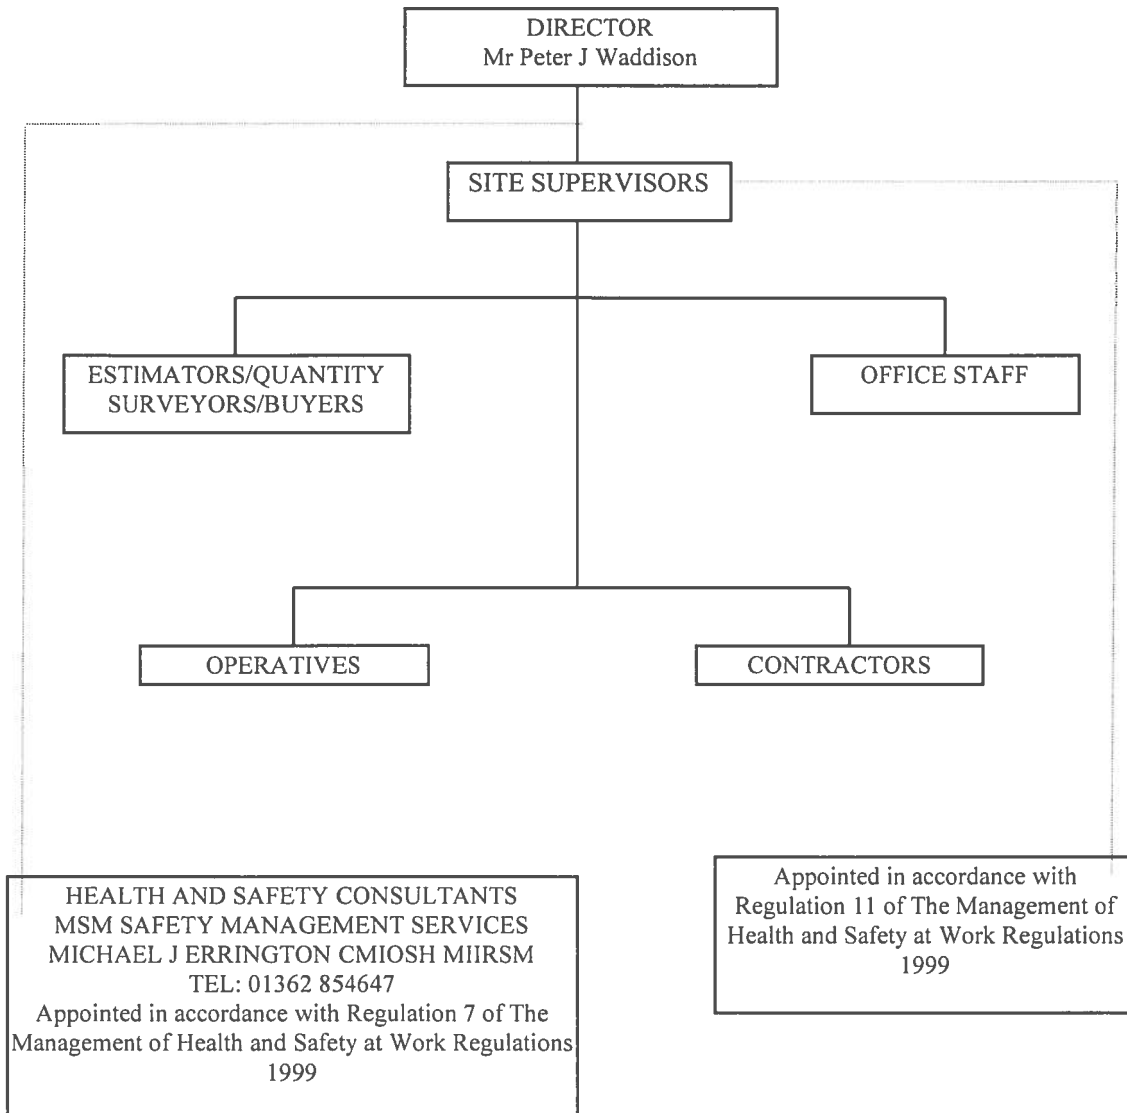 DIRECTOR
Mr Peter J Waddison
SITE SUPERVISORS
ESTIMATORS/QUANTITY
SURVEYORS/BUYERS
OFFICE STAFF
OPERATIVES
CONTRACTORS
HEALTH AND SAFETY CONSULTANTS
MSM SAFETY MANAGEMENT SERVICES
MICHAEL J ERRINGTON CMIOSH MIIRSM
TEL: 01362 854647
Appointed in accordance with Regulation 7 of The
Management of Health and Safety at Work Regulations
1999
Appointed in accordance with
Regulation 11 of The Management of
Health and Safety at Work Regulations
1999